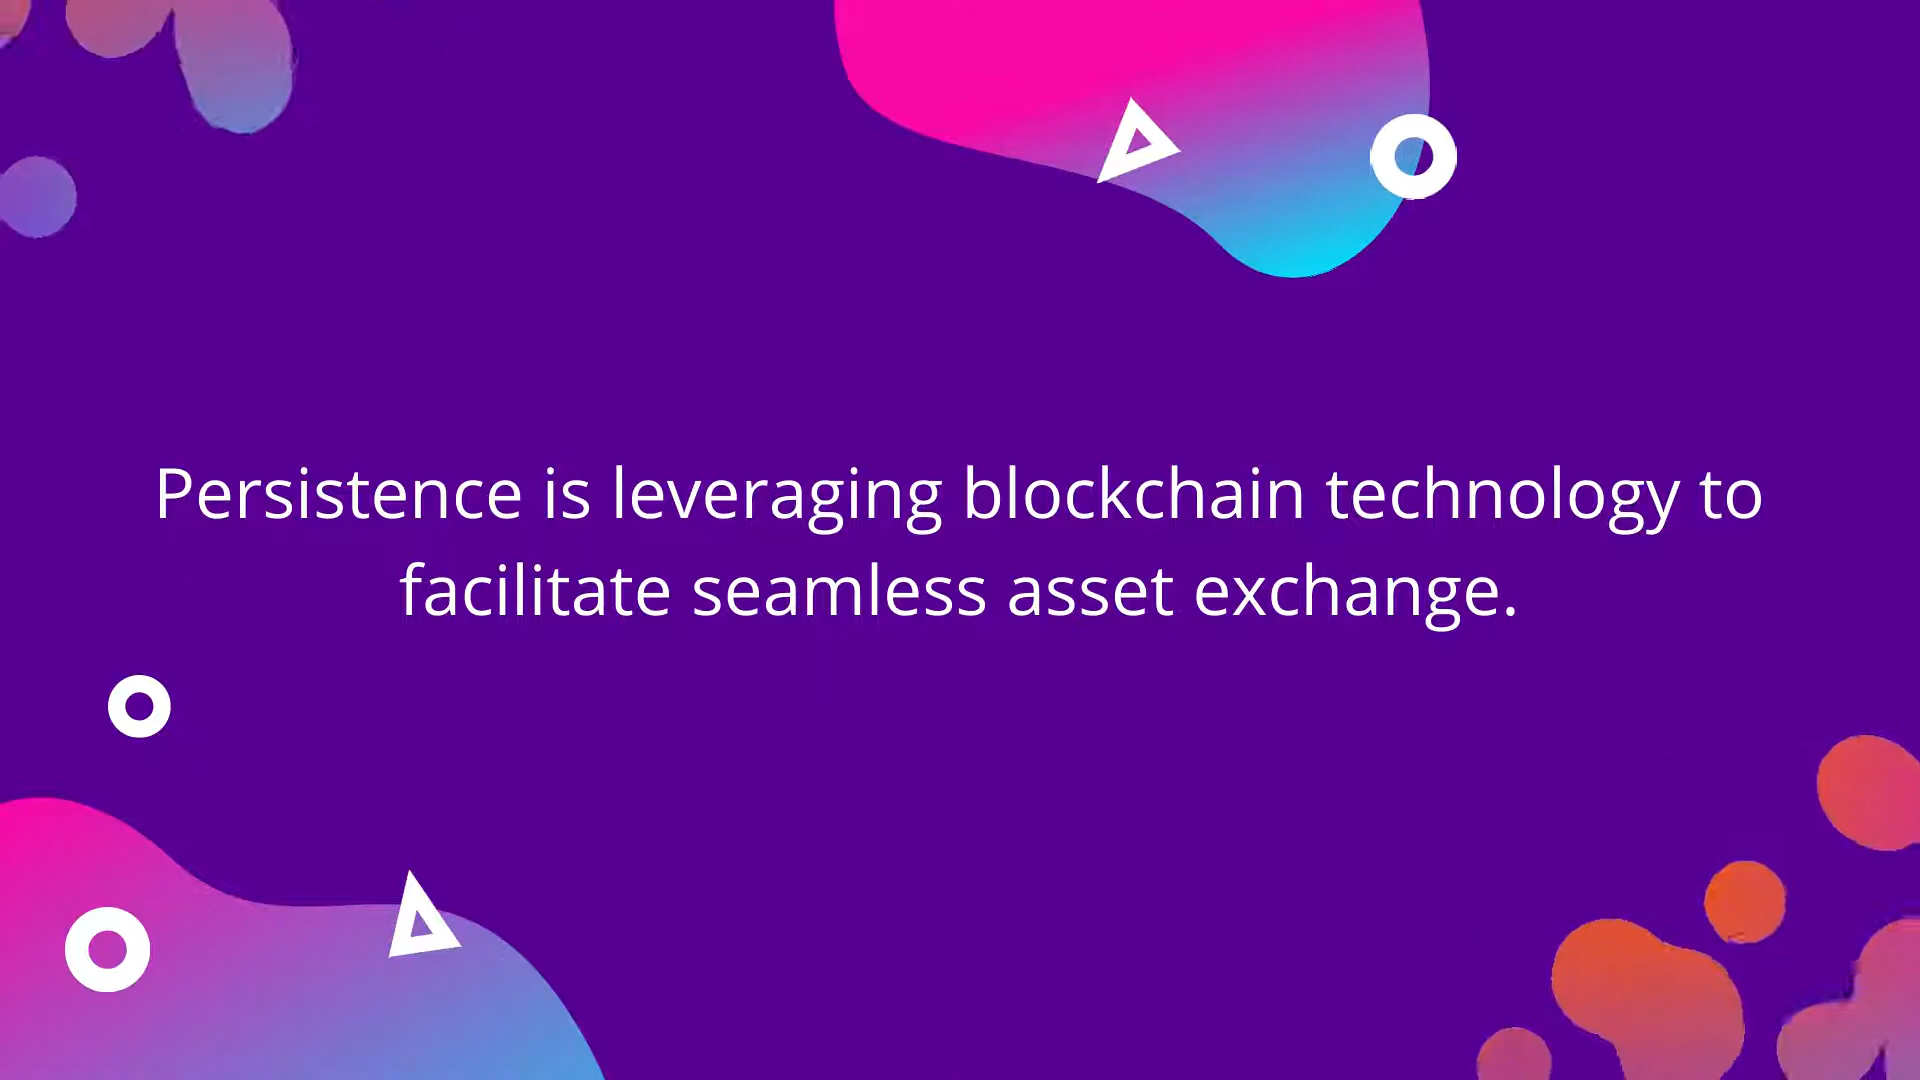 Persistence is leveraging blockchain technology to
facilitate seamless asset exchange.